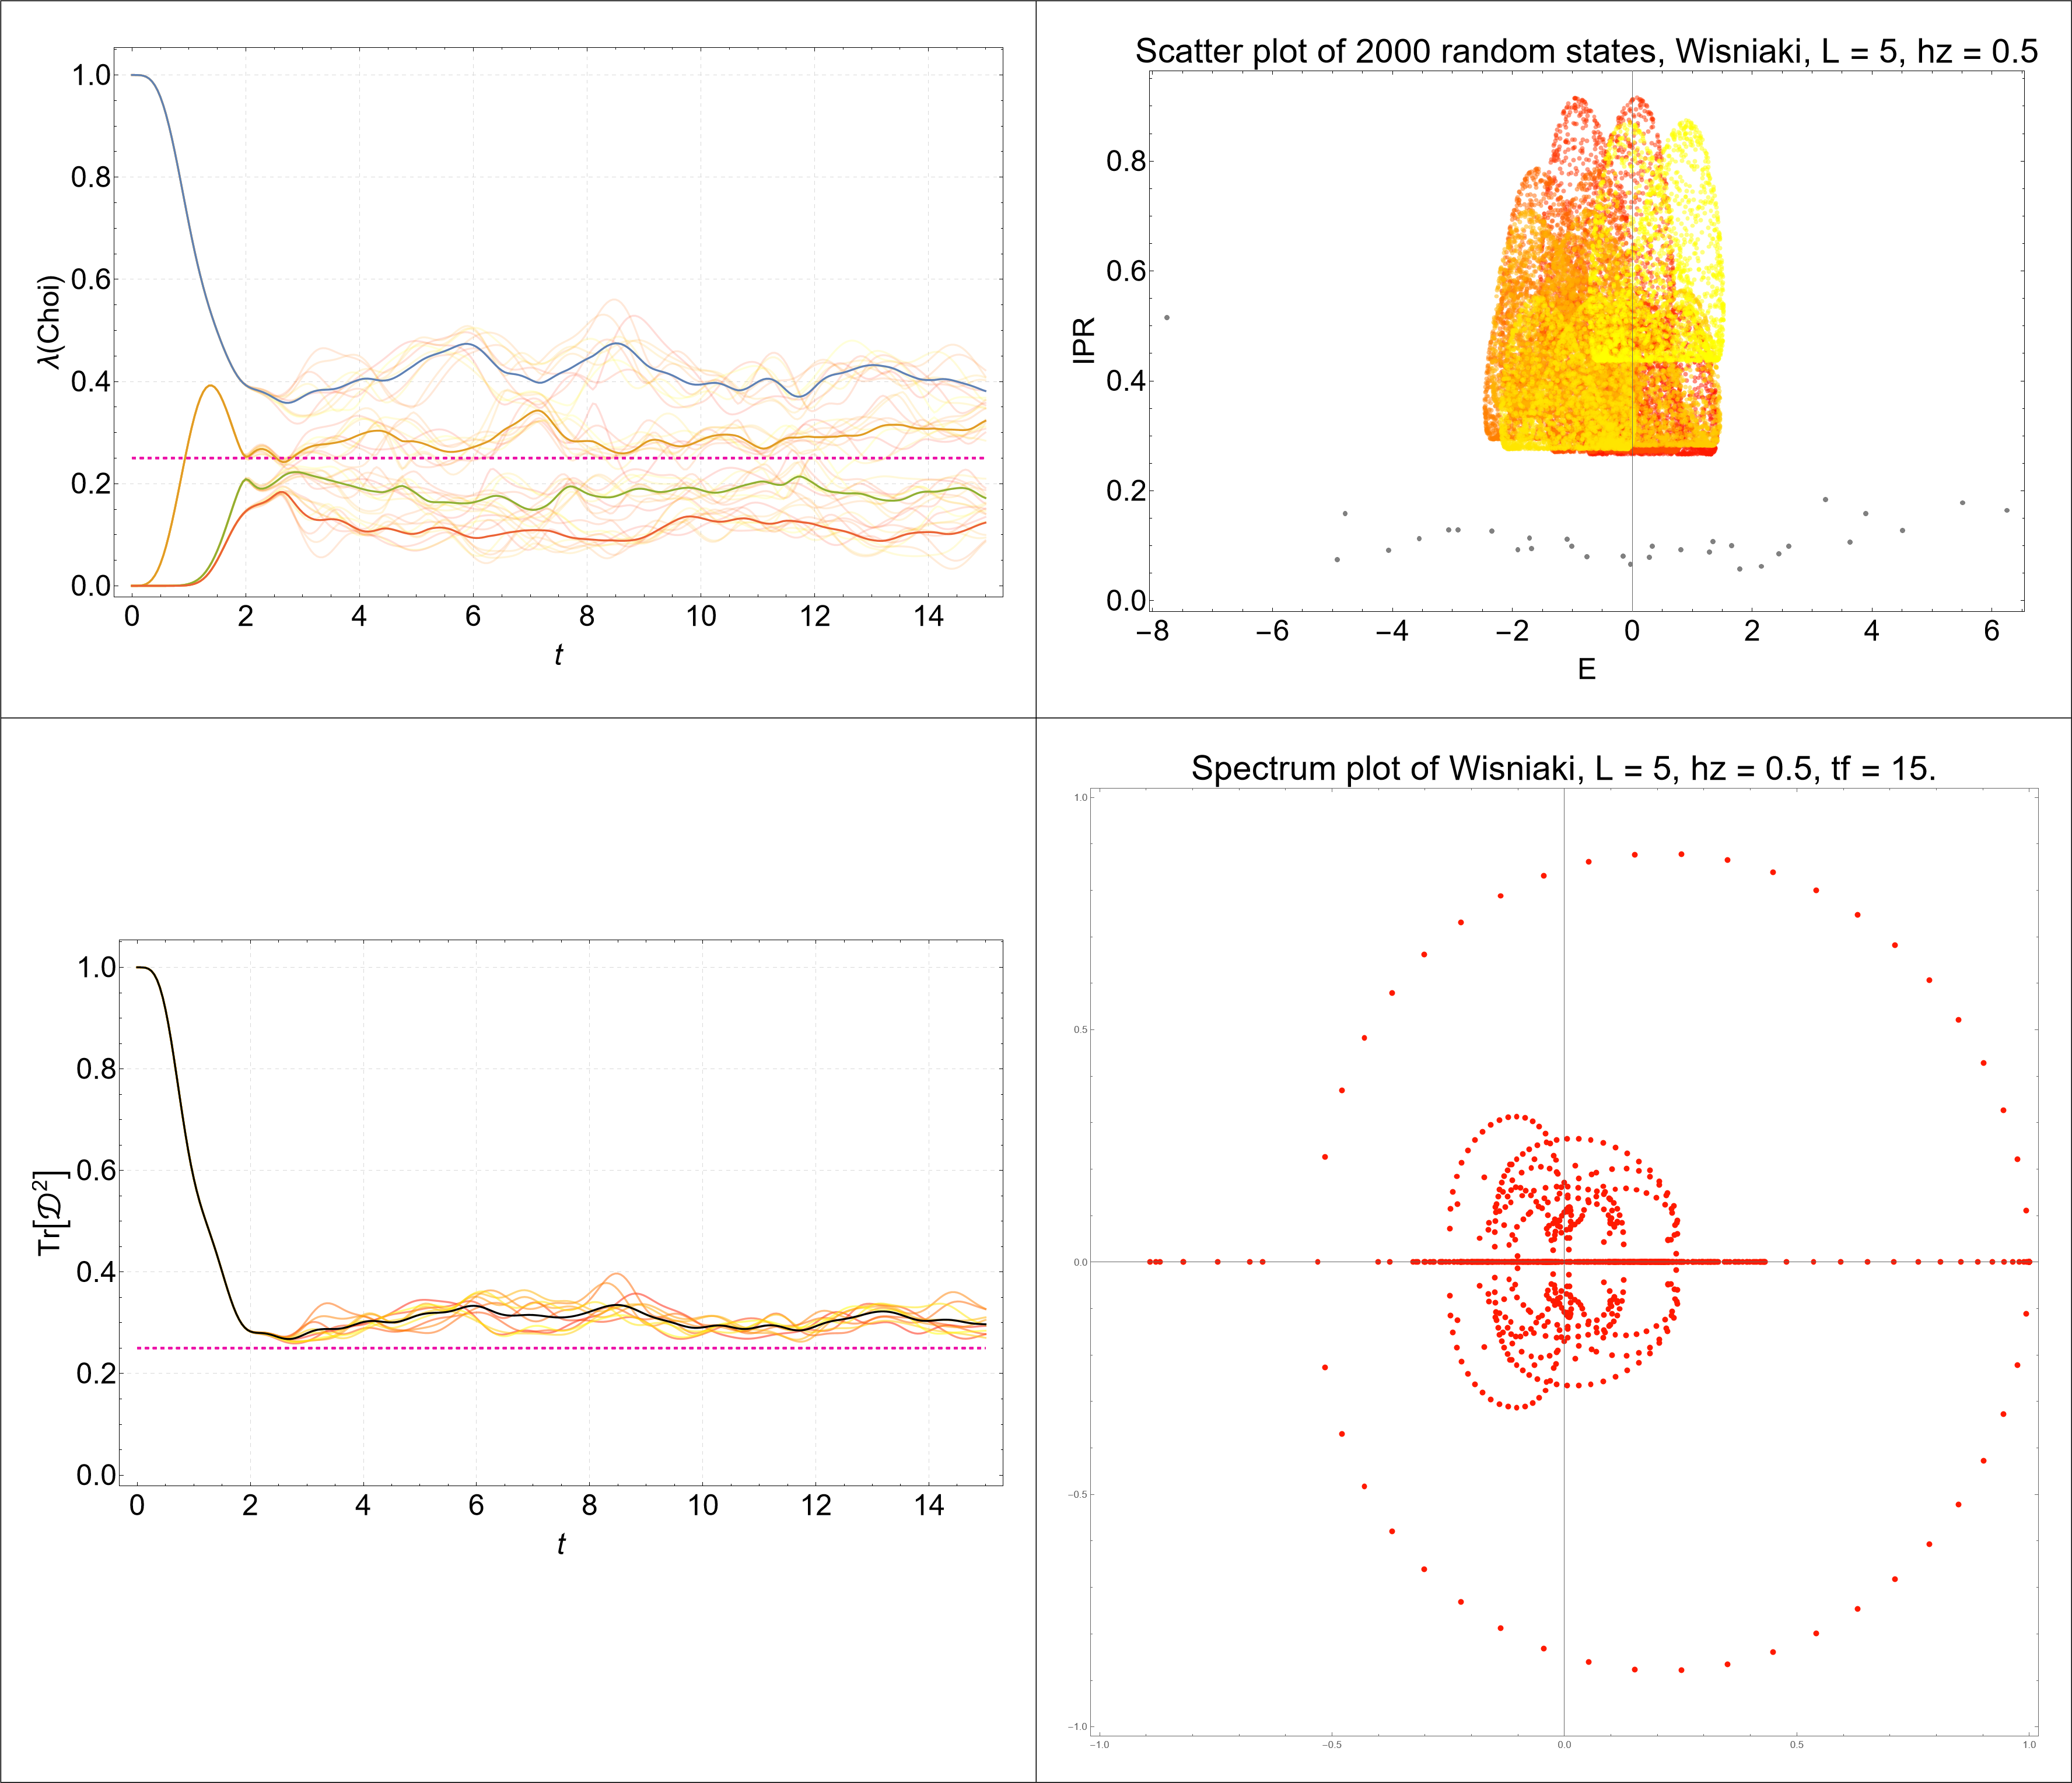 1.0
0.8
0.6
0.4
0.2
0.0
λ(Choi)
0 2 4 6 8 10 12 14
t
Scatter plot of 2000 random states, Wisniaki, L = 5, hz = 0.5
0.8
0.6
0.4
0.2
0.0
IPR
−8 −6 −4 −2 0 2 4 6
E
1.0
0.8
0.6
0.4
0.2
0.0
Tr[𝒟²]
0 2 4 6 8 10 12 14
t
Spectrum plot of Wisniaki, L = 5, hz = 0.5, tf = 15.
1.0
0.5
0.0
−0.5
−1.0
−1.0 −0.5 0.0 0.5 1.0